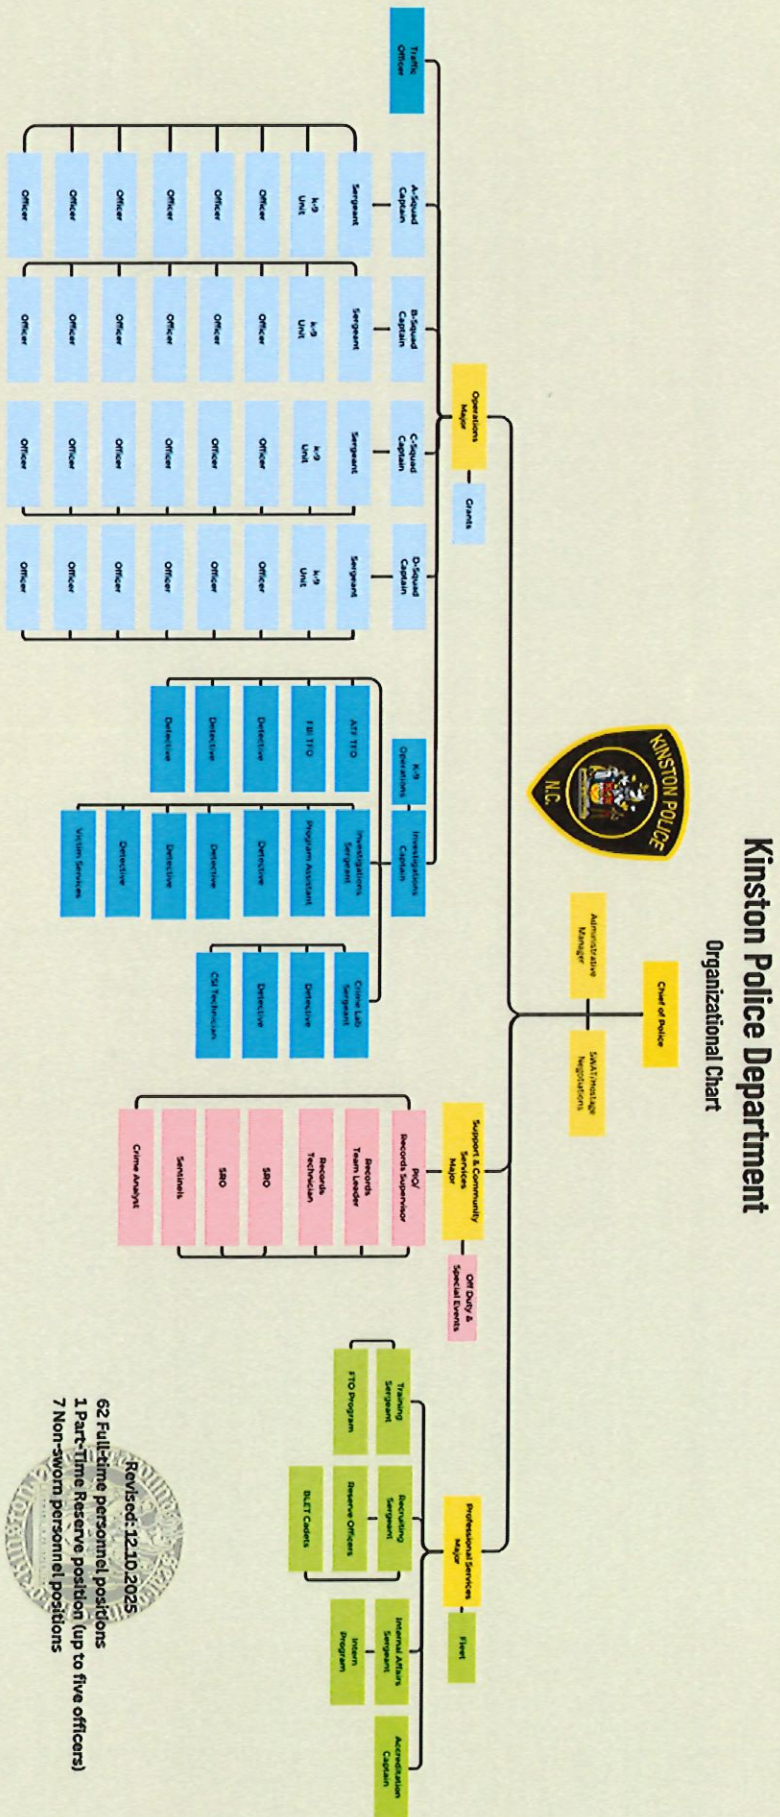 Kinston Police Department
Organizational Chart
KINSTON POLICE
N.C.
Chief of Police
Administrative
Manager
SWAT/Hostage
Negotiations
Operations
Major
Grants
Support & Community
Services
Major
Off Duty &
Special Events
Professional Services
Major
Fleet
Traffic
Officer
A-Squad
Captain
Sergeant
k-9
Unit
Officer
Officer
Officer
Officer
Officer
Officer
B-Squad
Captain
Sergeant
k-9
Unit
Officer
Officer
Officer
Officer
Officer
Officer
C-Squad
Captain
Sergeant
k-9
Unit
Officer
Officer
Officer
Officer
Officer
Officer
D-Squad
Captain
Sergeant
k-9
Unit
Officer
Officer
Officer
Officer
Officer
Officer
K-9
Operations
Investigations
Captain
ATF TFO
FBI TFO
Detective
Detective
Detective
Investigations
Sergeant
Program Assistant
Detective
Detective
Detective
Detective
Victim Services
Crime Lab
Sergeant
Detective
Detective
CSI Technician
PIO/
Records Supervisor
Records
Team Leader
Records
Technician
SRO
SRO
Sentinels
Crime Analyst
Training
Sergeant
FTO Program
Recruiting
Sergeant
Reserve Officers
BLET Cadets
Internal Affairs
Sergeant
Intern
Program
Accreditation
Captain
Revised: 12.10.2025
62 Full-time personnel positions
1 Part-Time Reserve position (up to five officers)
7 Non-sworn personnel positions